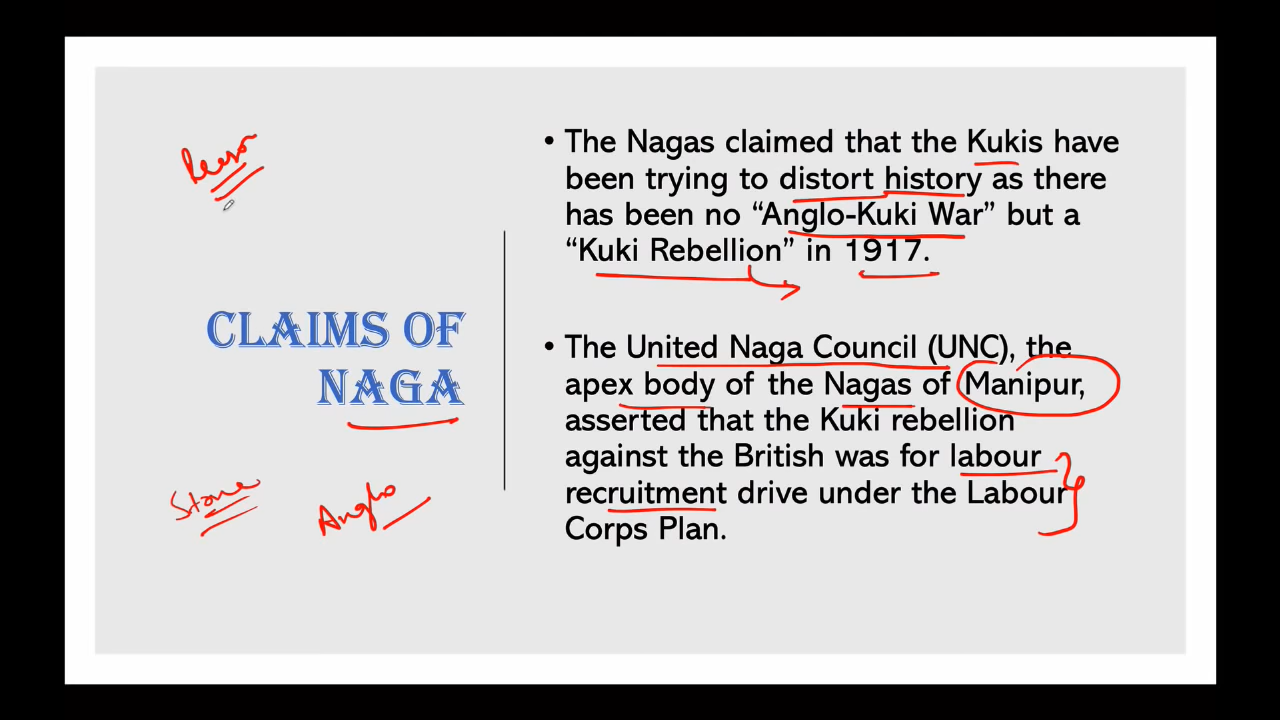 CLAIMS OF
NAGA
• The Nagas claimed that the Kukis have
been trying to distort history as there
has been no “Anglo-Kuki War” but a
“Kuki Rebellion” in 1917.
• The United Naga Council (UNC), the
apex body of the Nagas of Manipur,
asserted that the Kuki rebellion
against the British was for labour
recruitment drive under the Labour
Corps Plan.
Stone
Anglo